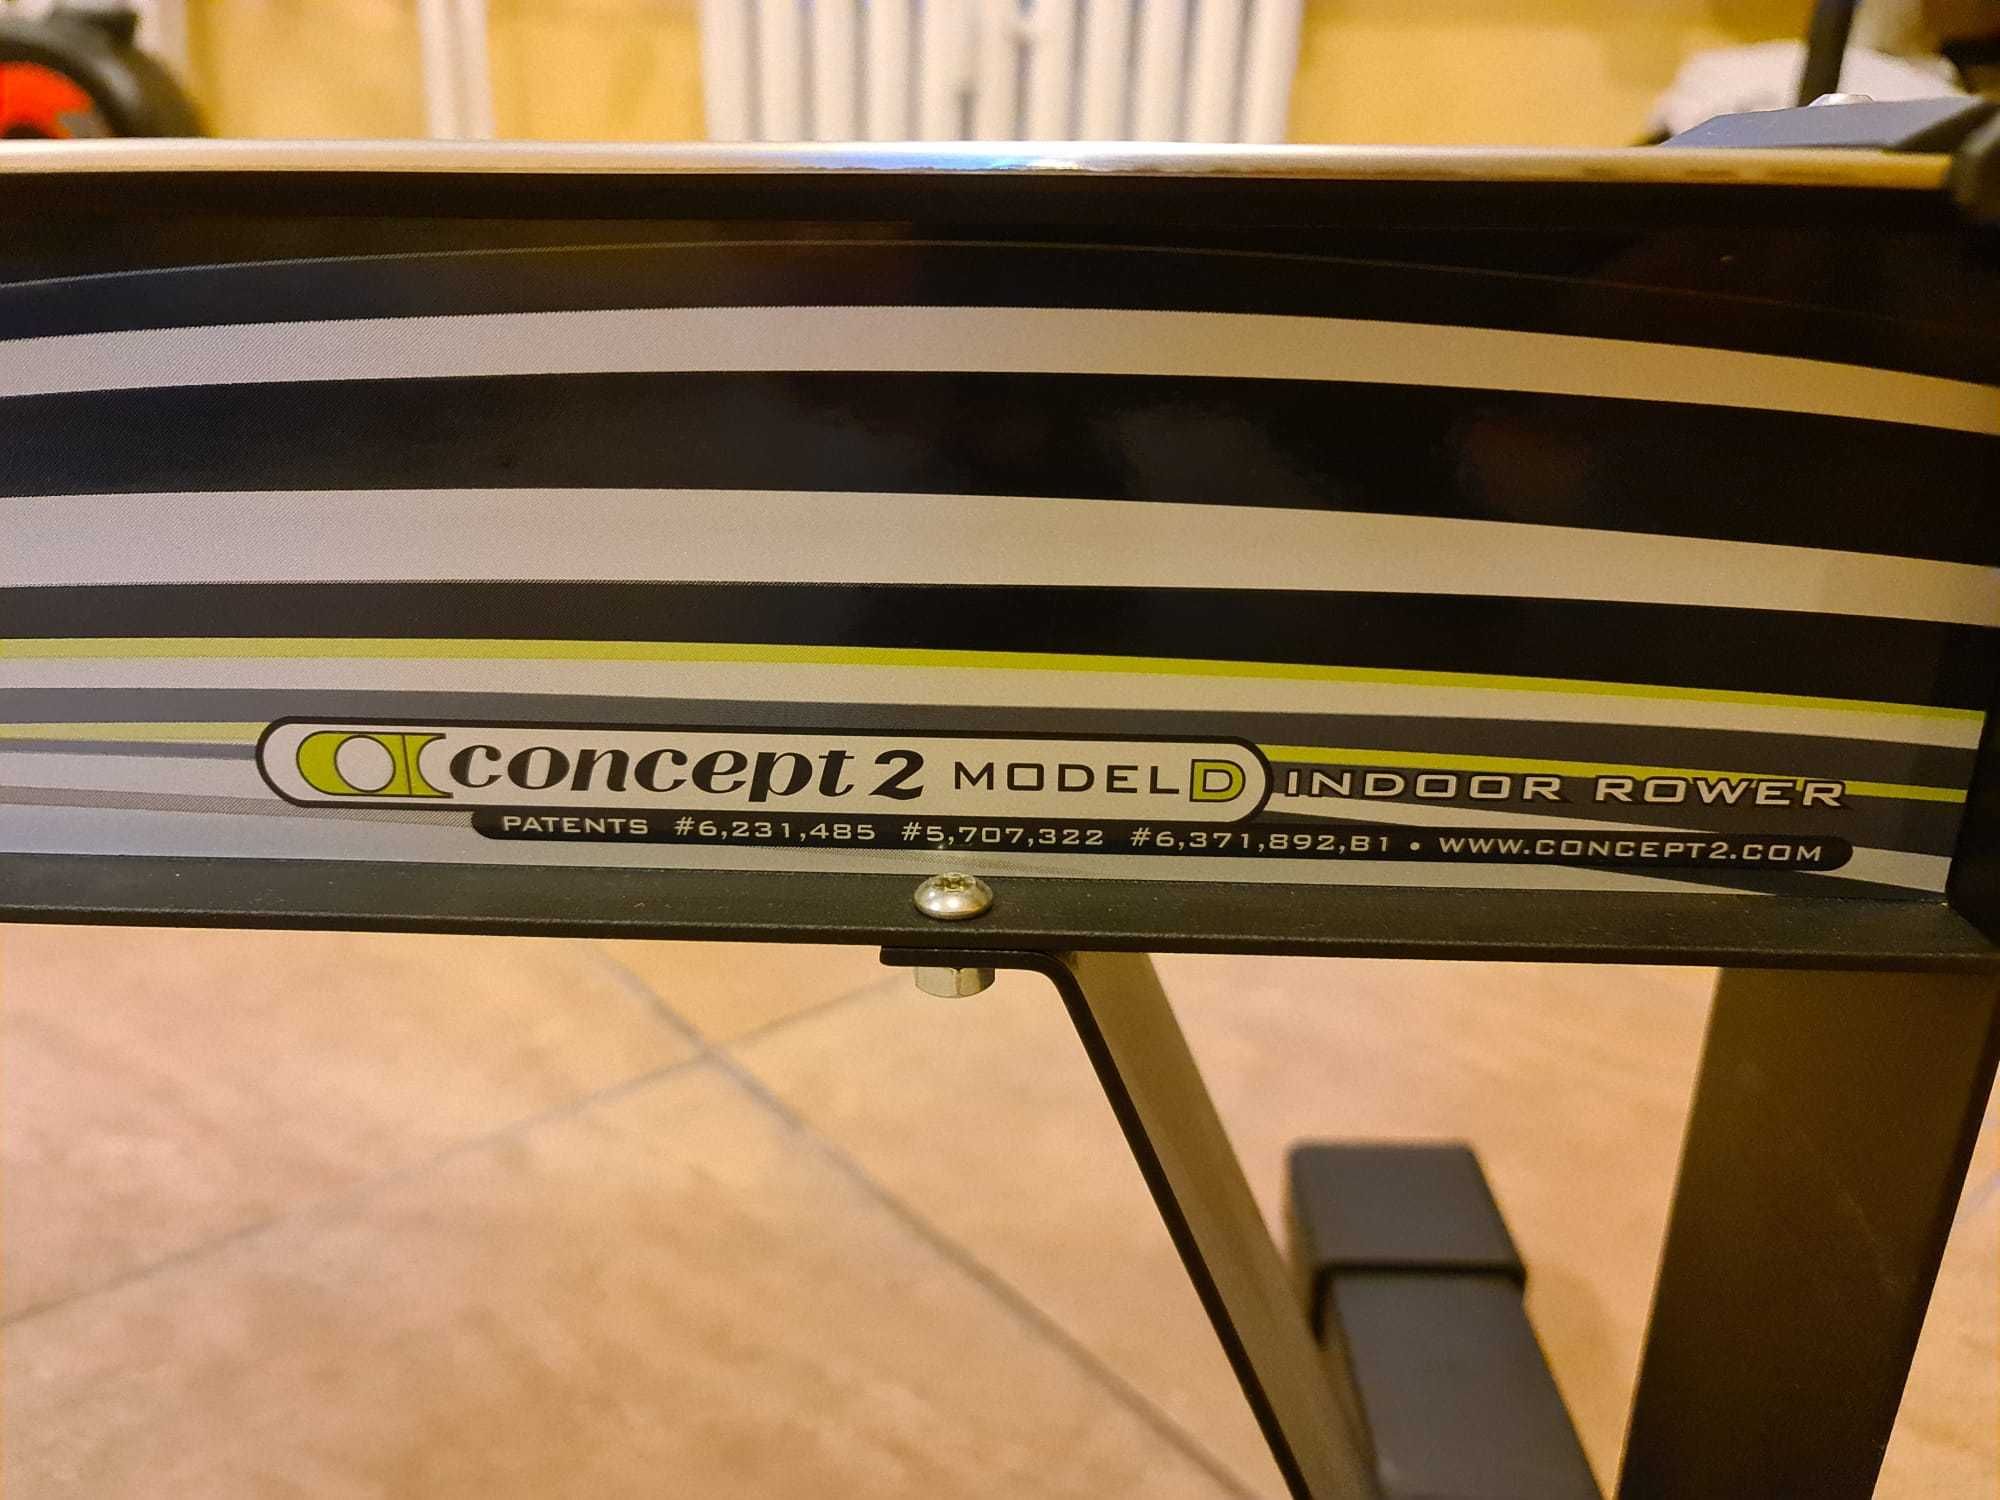 concept 2 MODEL D INDOOR ROWER
PATENTS #6,231,485 #5,707,322 #6,371,892,B1 • WWW.CONCEPT2.COM